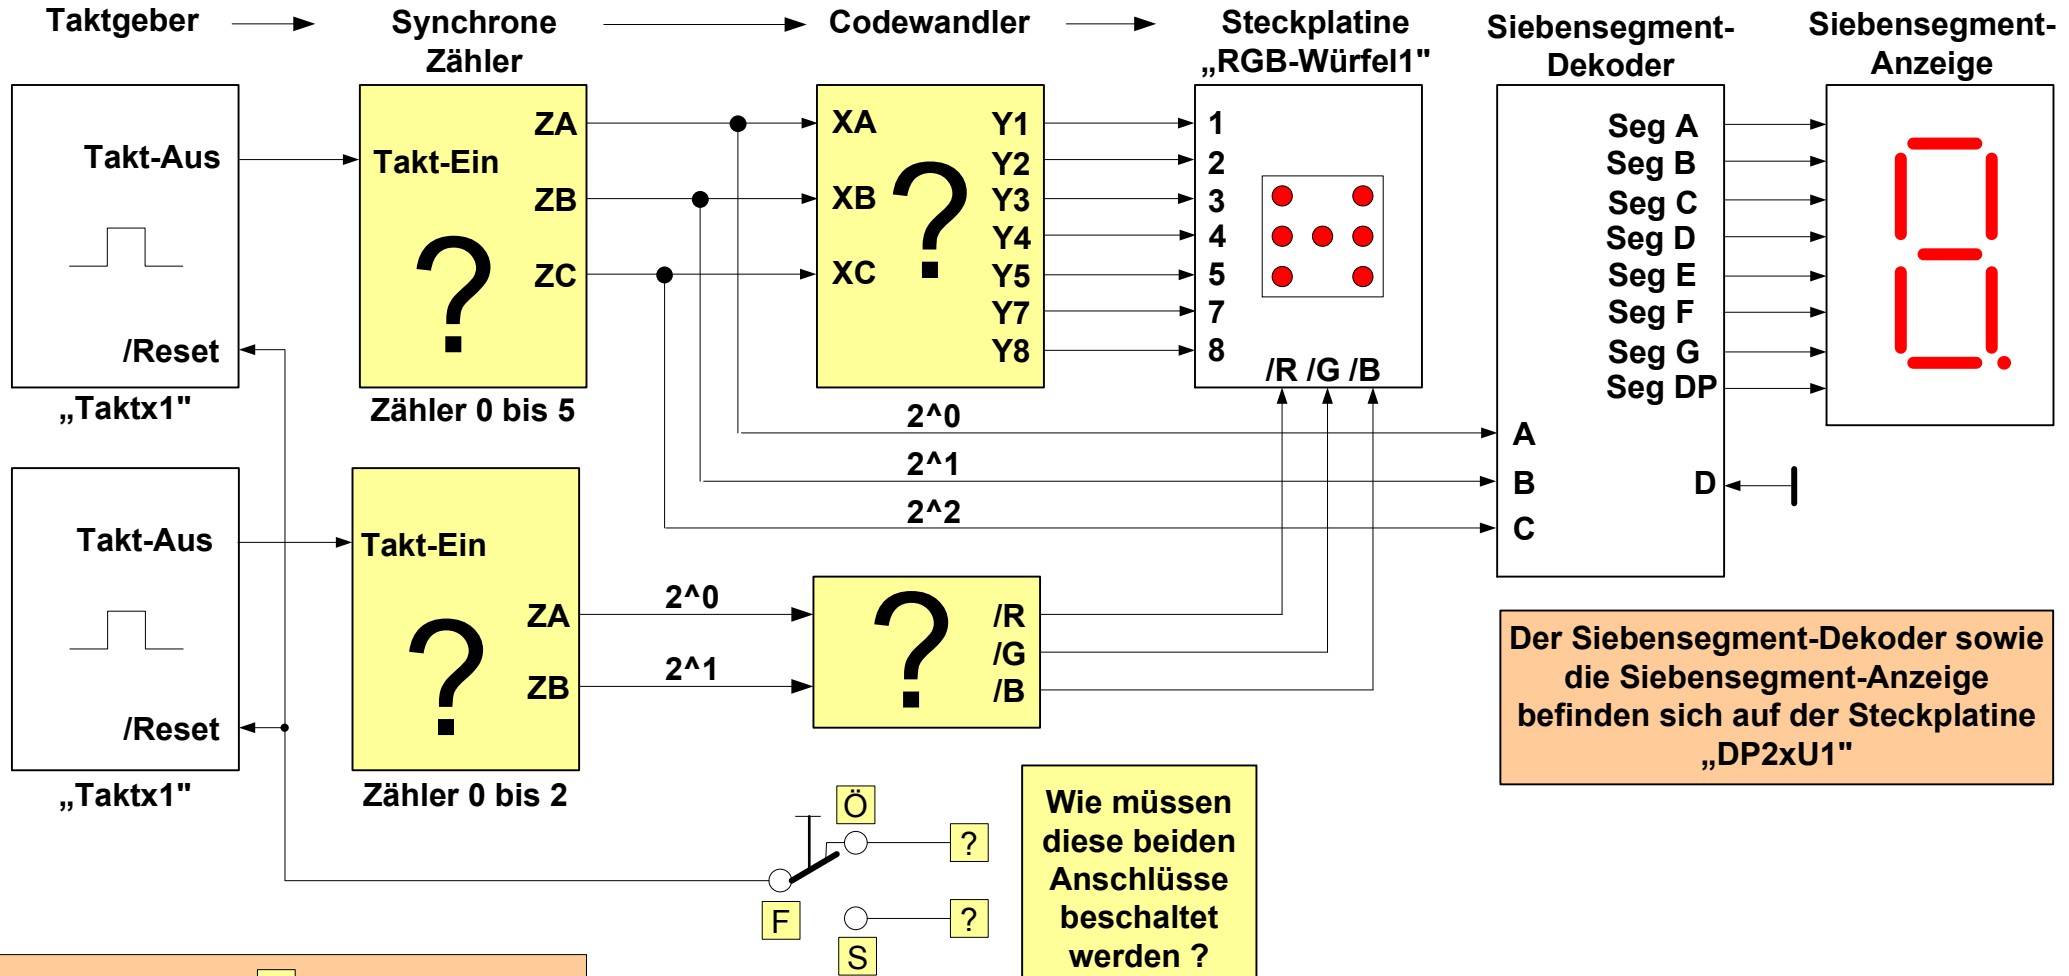 Taktgeber
Synchrone
Zähler
Codewandler
Steckplatine
„RGB-Würfel1"
Siebensegment-
Dekoder
Siebensegment-
Anzeige
Takt-Aus
/Reset
„Taktx1"
Takt-Ein
ZA
ZB
ZC
?
Zähler 0 bis 5
XA
XB
XC
?
Y1
Y2
Y3
Y4
Y5
Y7
Y8
1
2
3
4
5
7
8
/R /G /B
Seg A
Seg B
Seg C
Seg D
Seg E
Seg F
Seg G
Seg DP
A
B
C
D
2^0
2^1
2^2
Takt-Aus
/Reset
„Taktx1"
Takt-Ein
ZA
ZB
?
Zähler 0 bis 2
2^0
2^1
?
/R
/G
/B
Der Siebensegment-Dekoder sowie
die Siebensegment-Anzeige
befinden sich auf der Steckplatine
„DP2xU1"
Ö
?
F
?
S
Wie müssen
diese beiden
Anschlüsse
beschaltet
werden ?